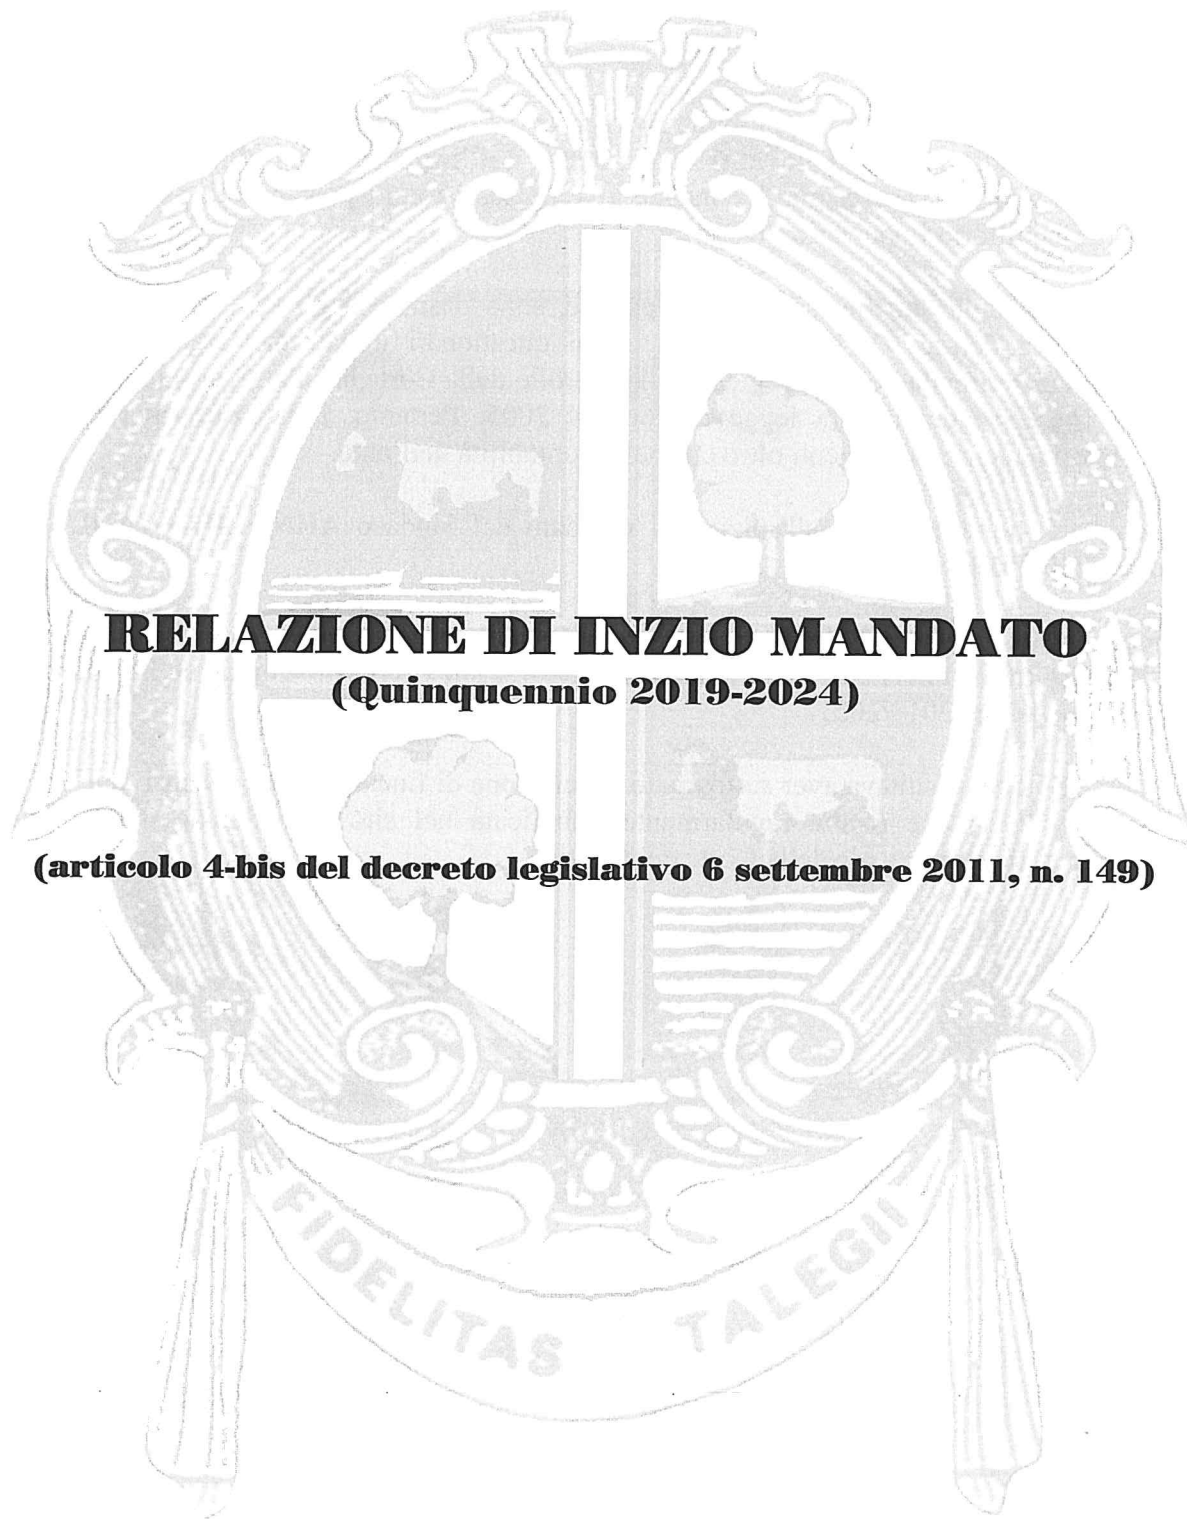 RELAZIONE DI INZIO MANDATO
(Quinquennio 2019-2024)
(articolo 4-bis del decreto legislativo 6 settembre 2011, n. 149)
FIDELITAS TALEGII